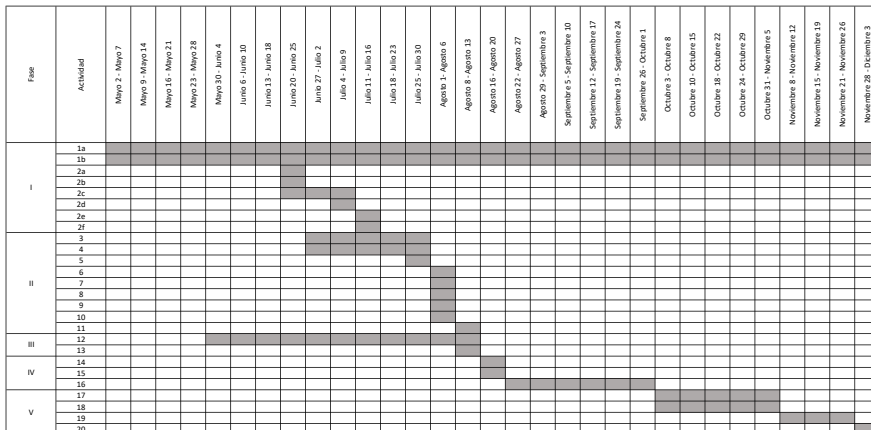 Fase
Actividad
Mayo 2 - Mayo 7
Mayo 9 - Mayo 14
Mayo 16 - Mayo 21
Mayo 23 - Mayo 28
Mayo 30 - Junio 4
Junio 6 - Junio 10
Junio 13 - Junio 18
Junio 20 - Junio 25
Junio 27 - Julio 2
Julio 4 - Julio 9
Julio 11 - Julio 16
Julio 18 - Julio 23
Julio 25 - Julio 30
Agosto 1- Agosto 6
Agosto 8 - Agosto 13
Agosto 16 - Agosto 20
Agosto 22 - Agosto 27
Agosto 29 - Septiembre 3
Septiembre 5 - Septiembre 10
Septiembre 12 - Septiembre 17
Septiembre 19 - Septiembre 24
Septiembre 26 - Octubre 1
Octubre 3 - Octubre 8
Octubre 10 - Octubre 15
Octubre 18 - Octubre 22
Octubre 24 - Octubre 29
Octubre 31 - Noviembre 5
Noviembre 8 - Noviembre 12
Noviembre 15 - Noviembre 19
Noviembre 21 - Noviembre 26
Noviembre 28 - Diciembre 3
I
1a
1b
2a
2b
2c
2d
2e
2f
II
3
4
5
6
7
8
9
10
11
III
12
13
IV
14
15
16
V
17
18
19
20